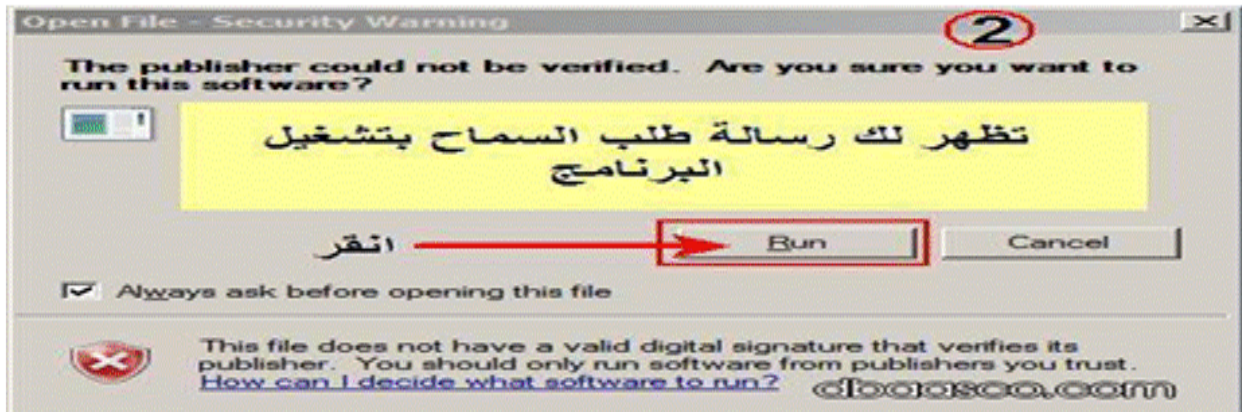 Open File - Security Warning
2
The publisher could not be verified. Are you sure you want to
run this software?
تظهر لك رسالة طلب السماح بتشغيل
البرنامج
انقر
Run
Cancel
Always ask before opening this file
This file does not have a valid digital signature that verifies its
publisher. You should only run software from publishers you trust.
How can I decide what software to run?